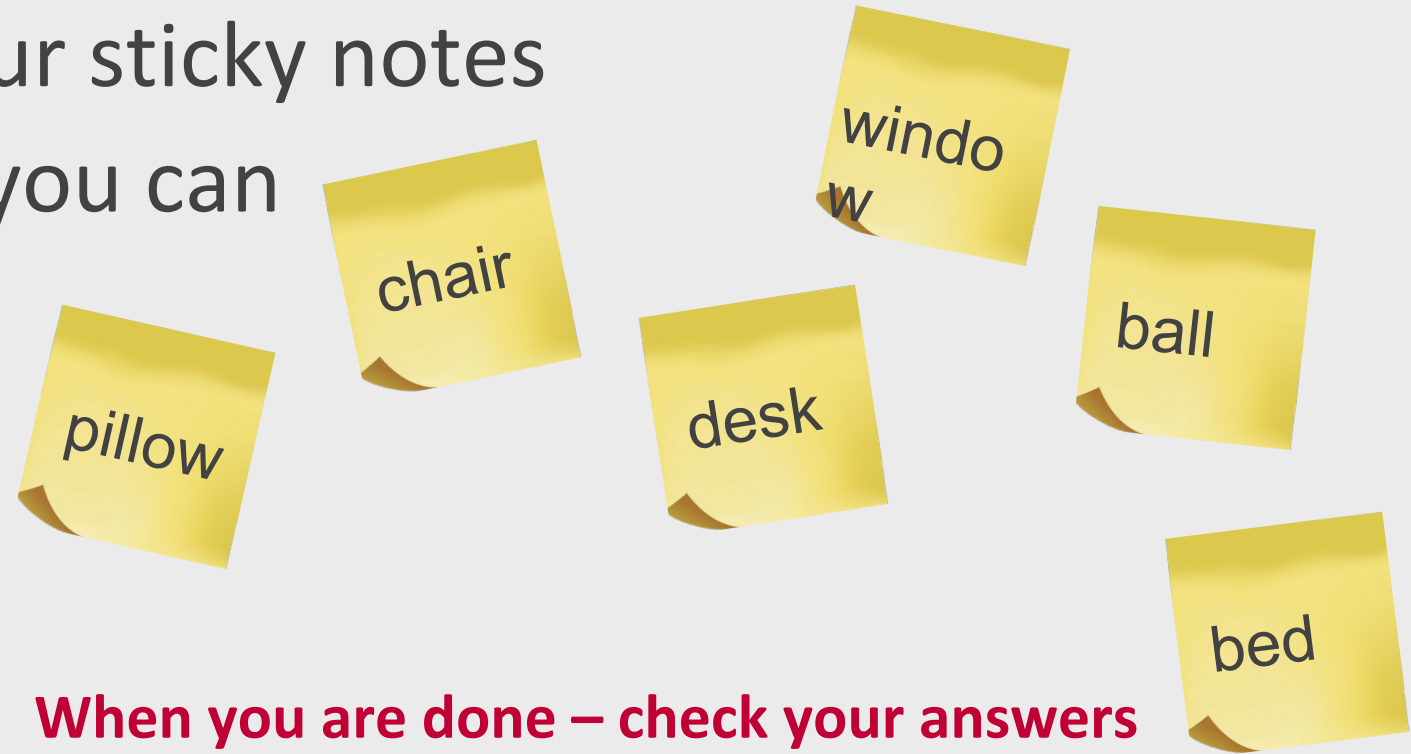 ur sticky notes
you can
windo
w
chair
ball
pillow
desk
bed
When you are done – check your answers